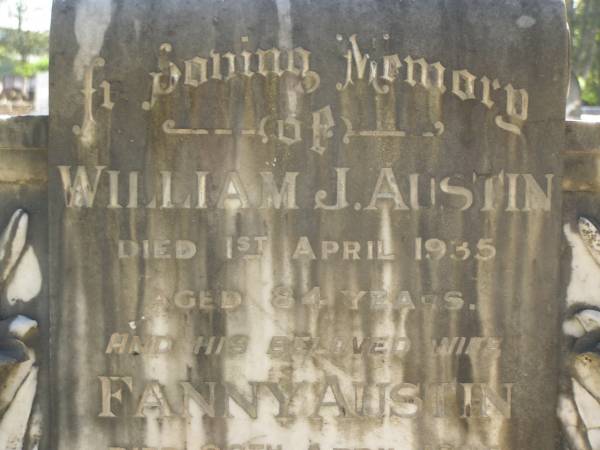 In Loving Memory
of
WILLIAM J. AUSTIN
DIED 1ST APRIL 1935
AGED 84 YEARS.
AND HIS BELOVED WIFE
FANNY AUSTIN